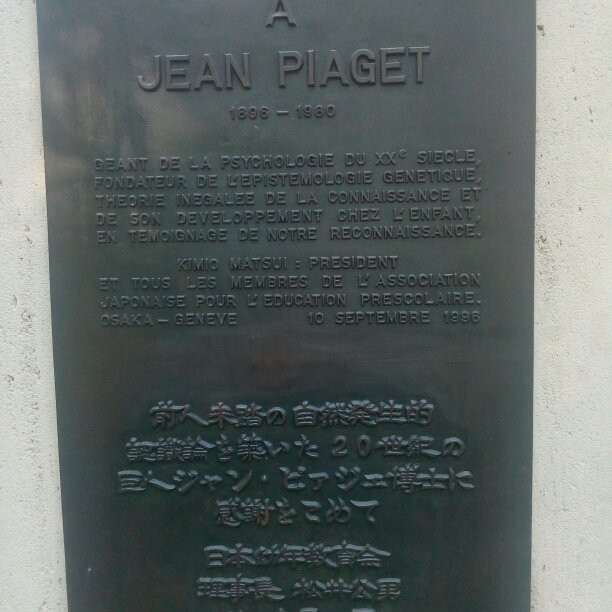 A
JEAN PIAGET
1896 – 1980
GEANT DE LA PSYCHOLOGIE DU XXe SIECLE,
FONDATEUR DE L'EPISTEMOLOGIE GENETIQUE,
THEORIE INEGALEE DE LA CONNAISSANCE ET
DE SON DEVELOPPEMENT CHEZ L'ENFANT,
EN TEMOIGNAGE DE NOTRE RECONNAISSANCE.
KIMIO MATSUI : PRESIDENT
ET TOUS LES MEMBRES DE L'ASSOCIATION
JAPONAISE POUR L'EDUCATION PRESCOLAIRE.
OSAKA – GENEVE 10 SEPTEMBRE 1996
前人未踏の自然発生的
認識論を築いた20世紀の
巨人ジャン・ピアジェ博士に
感謝をこめて
日本幼年教育会
理事長 松井公男